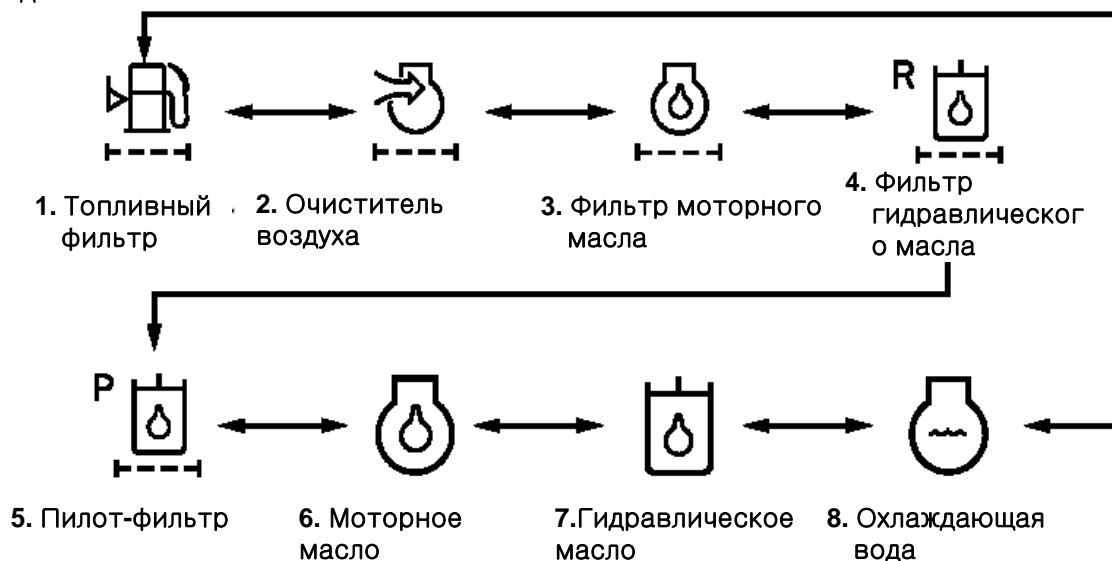 R
1. Топливный
фильтр
2. Очиститель
воздуха
3. Фильтр моторного
масла
4. Фильтр
гидравлическог
о масла
P
5. Пилот-фильтр
6. Моторное
масло
7.Гидравлическое
масло
8. Охлаждающая
вода